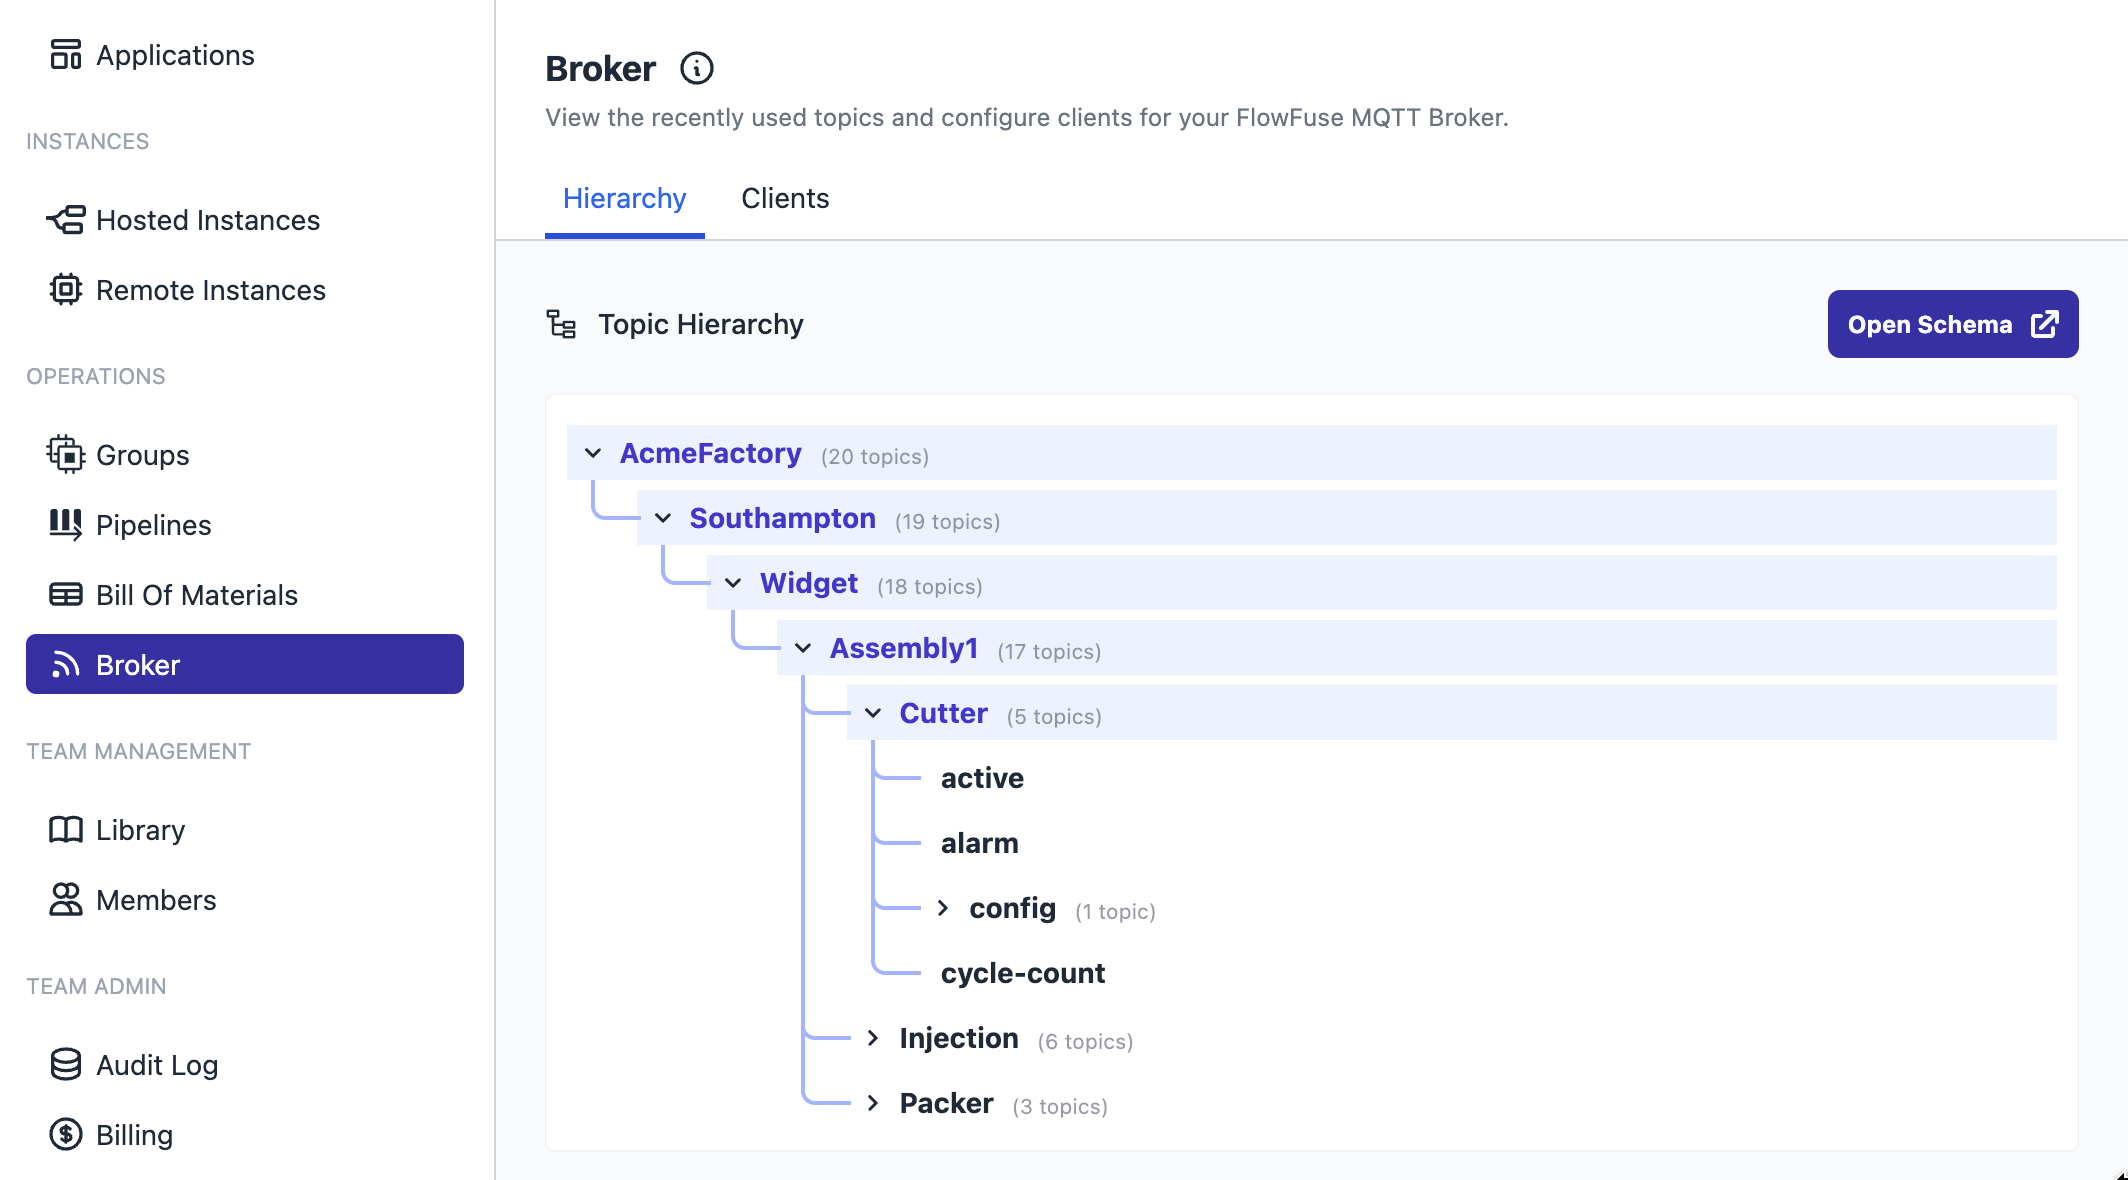 Applications
INSTANCES
Hosted Instances
Remote Instances
OPERATIONS
Groups
Pipelines
Bill Of Materials
Broker
TEAM MANAGEMENT
Library
Members
TEAM ADMIN
Audit Log
Billing
Broker
View the recently used topics and configure clients for your FlowFuse MQTT Broker.
Hierarchy Clients
Topic Hierarchy
Open Schema
AcmeFactory (20 topics)
Southampton (19 topics)
Widget (18 topics)
Assembly1 (17 topics)
Cutter (5 topics)
active
alarm
config (1 topic)
cycle-count
Injection (6 topics)
Packer (3 topics)